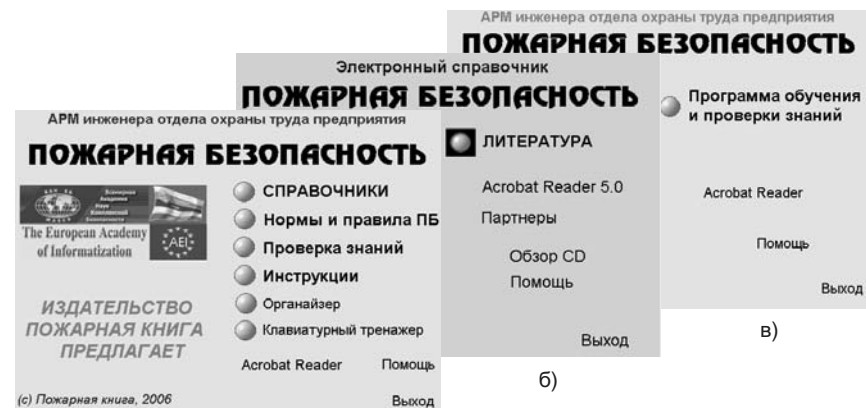 АРМ инженера отдела охраны труда предприятия
ПОЖАРНАЯ БЕЗОПАСНОСТЬ
СПРАВОЧНИКИ
Нормы и правила ПБ
Проверка знаний
Инструкции
Органайзер
Клавиатурный тренажер
Acrobat Reader
Помощь
Выход
The European Academy
of Informatization
AEI
ИЗДАТЕЛЬСТВО
ПОЖАРНАЯ КНИГА
ПРЕДЛАГАЕТ
(c) Пожарная книга, 2006
Электронный справочник
ПОЖАРНАЯ БЕЗОПАСНОСТЬ
ЛИТЕРАТУРА
Acrobat Reader 5.0
Партнеры
Обзор CD
Помощь
Выход
б)
АРМ инженера отдела охраны труда предприятия
ПОЖАРНАЯ БЕЗОПАСНОСТЬ
Программа обучения
и проверки знаний
Acrobat Reader
Помощь
Выход
в)